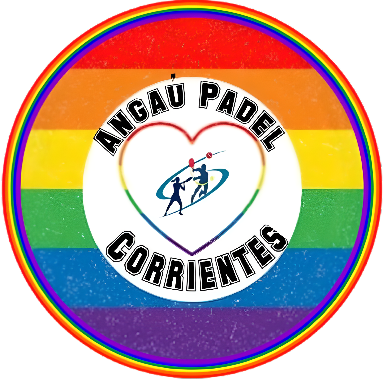 ANGAÚ PADEL
CORRIENTES